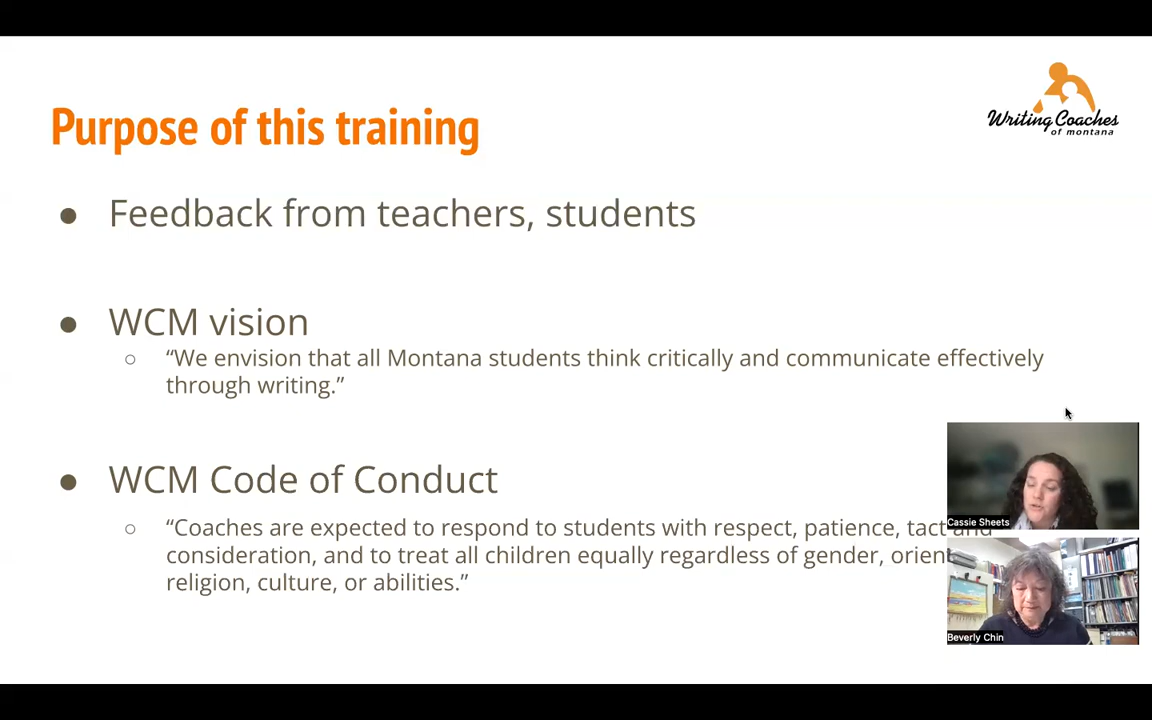 Purpose of this training
Writing Coaches
of montana
● Feedback from teachers, students
● WCM vision
○ “We envision that all Montana students think critically and communicate effectively
through writing.”
● WCM Code of Conduct
○ “Coaches are expected to respond to students with respect, patience, tact and
consideration, and to treat all children equally regardless of gender,
religion, culture, or abilities.”
Cassie Sheets
Beverly Chin